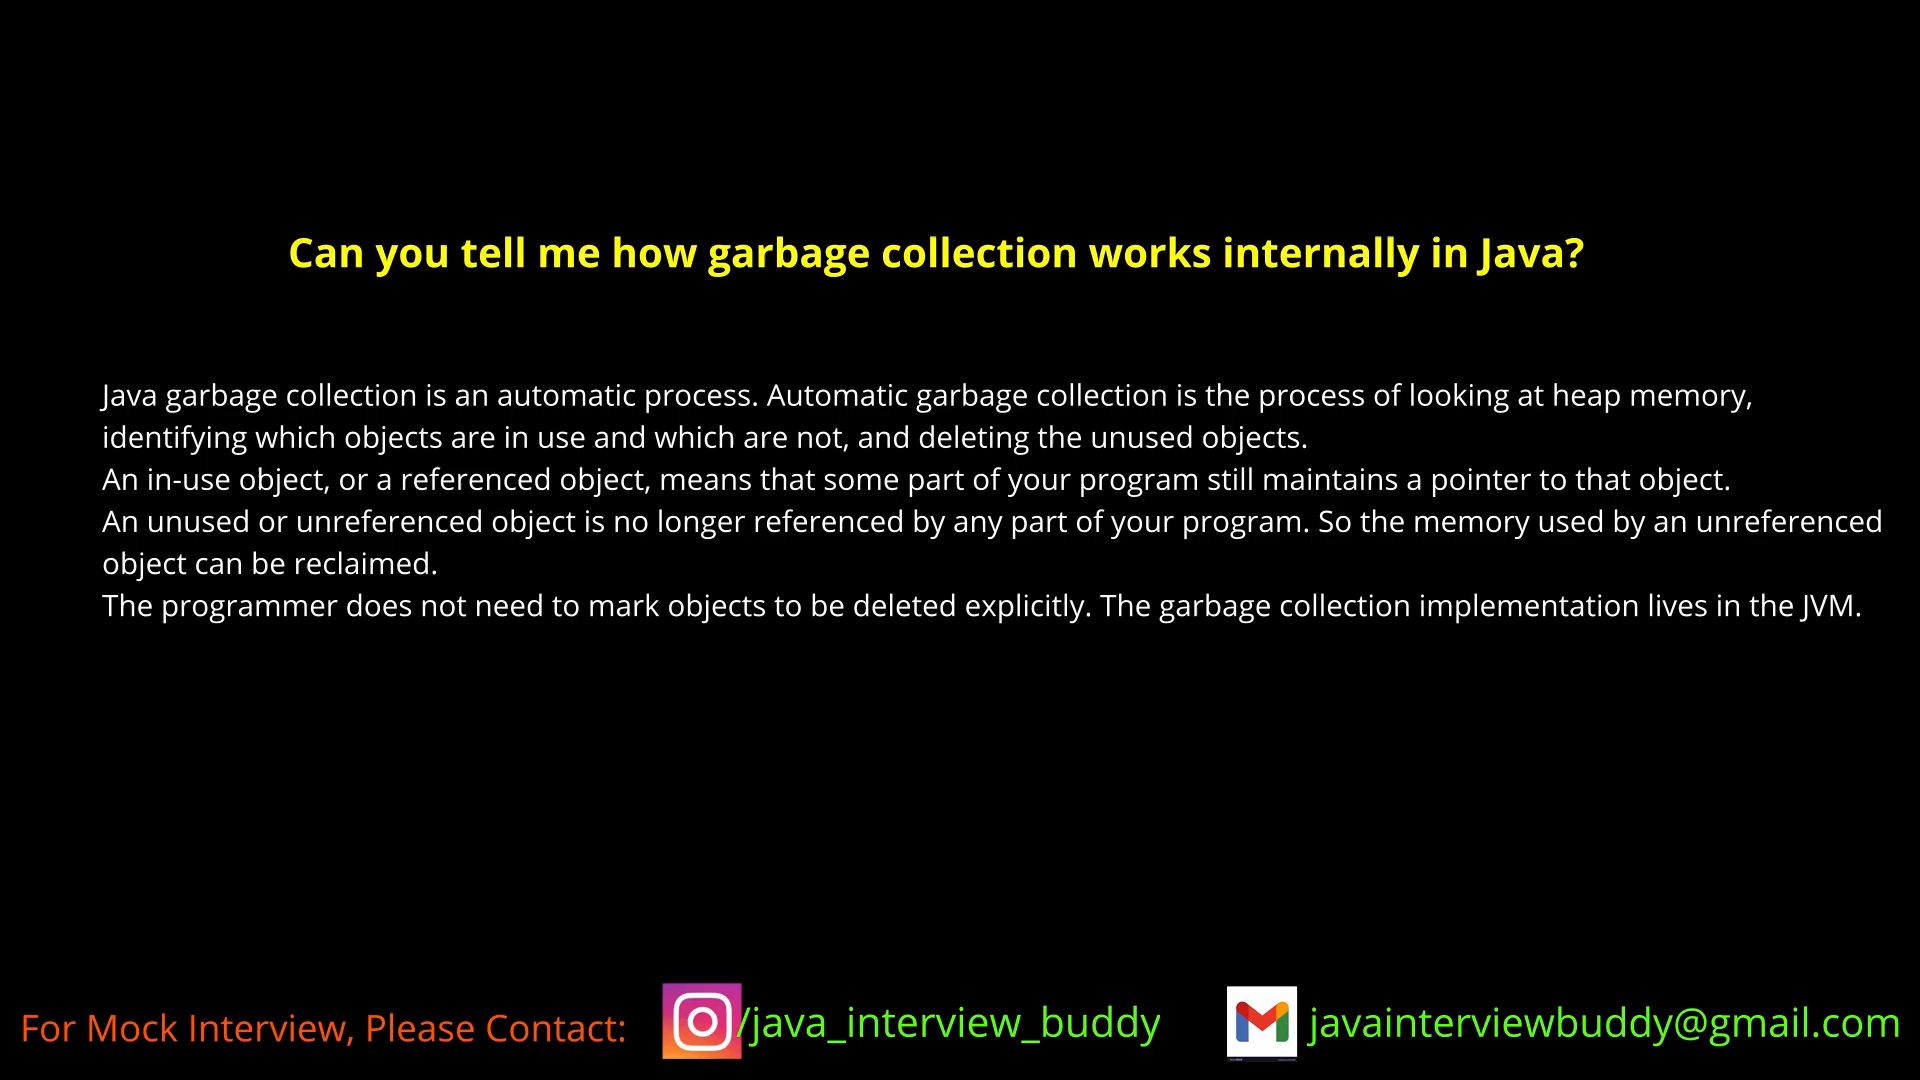 Can you tell me how garbage collection works internally in Java?
Java garbage collection is an automatic process. Automatic garbage collection is the process of looking at heap memory,
identifying which objects are in use and which are not, and deleting the unused objects.
An in-use object, or a referenced object, means that some part of your program still maintains a pointer to that object.
An unused or unreferenced object is no longer referenced by any part of your program. So the memory used by an unreferenced
object can be reclaimed.
The programmer does not need to mark objects to be deleted explicitly. The garbage collection implementation lives in the JVM.
For Mock Interview, Please Contact: /java_interview_buddy javainterviewbuddy@gmail.com